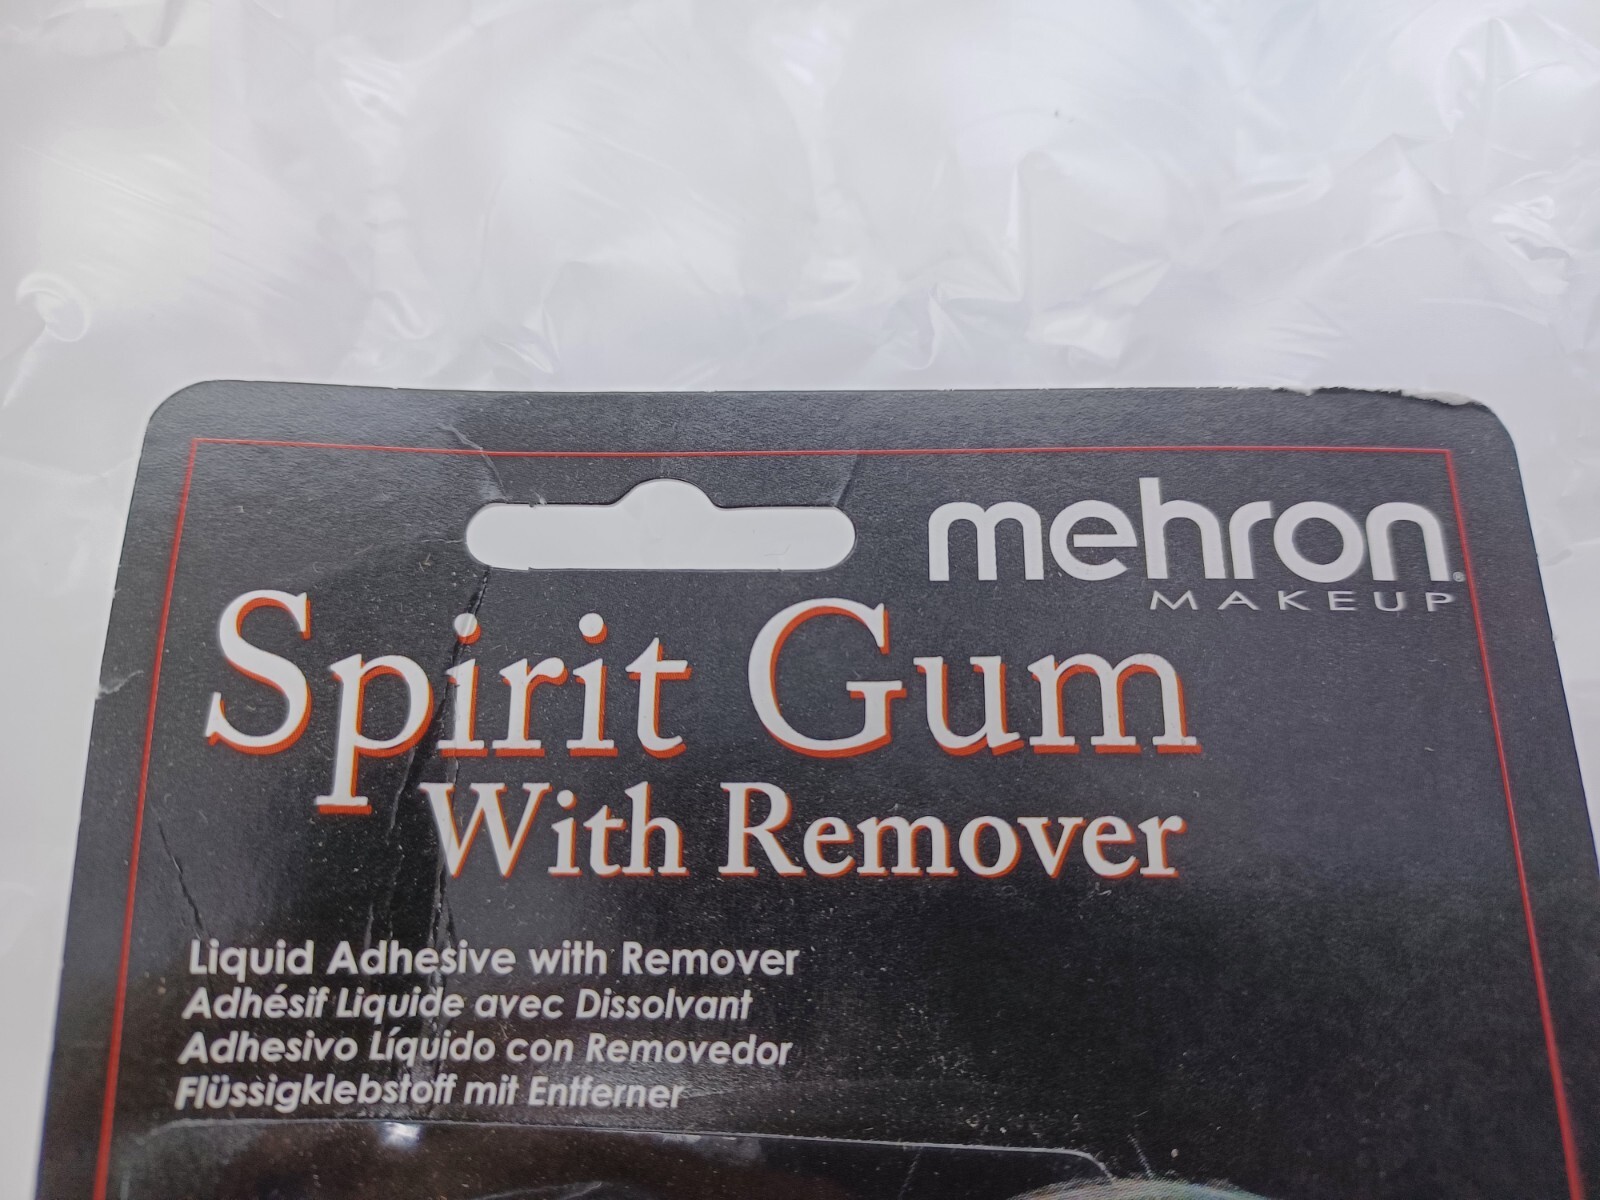 mehron®
MAKEUP
Spirit Gum
With Remover
Liquid Adhesive with Remover
Adhésif Liquide avec Dissolvant
Adhesivo Líquido con Removedor
Flüssigklebstoff mit Entferner